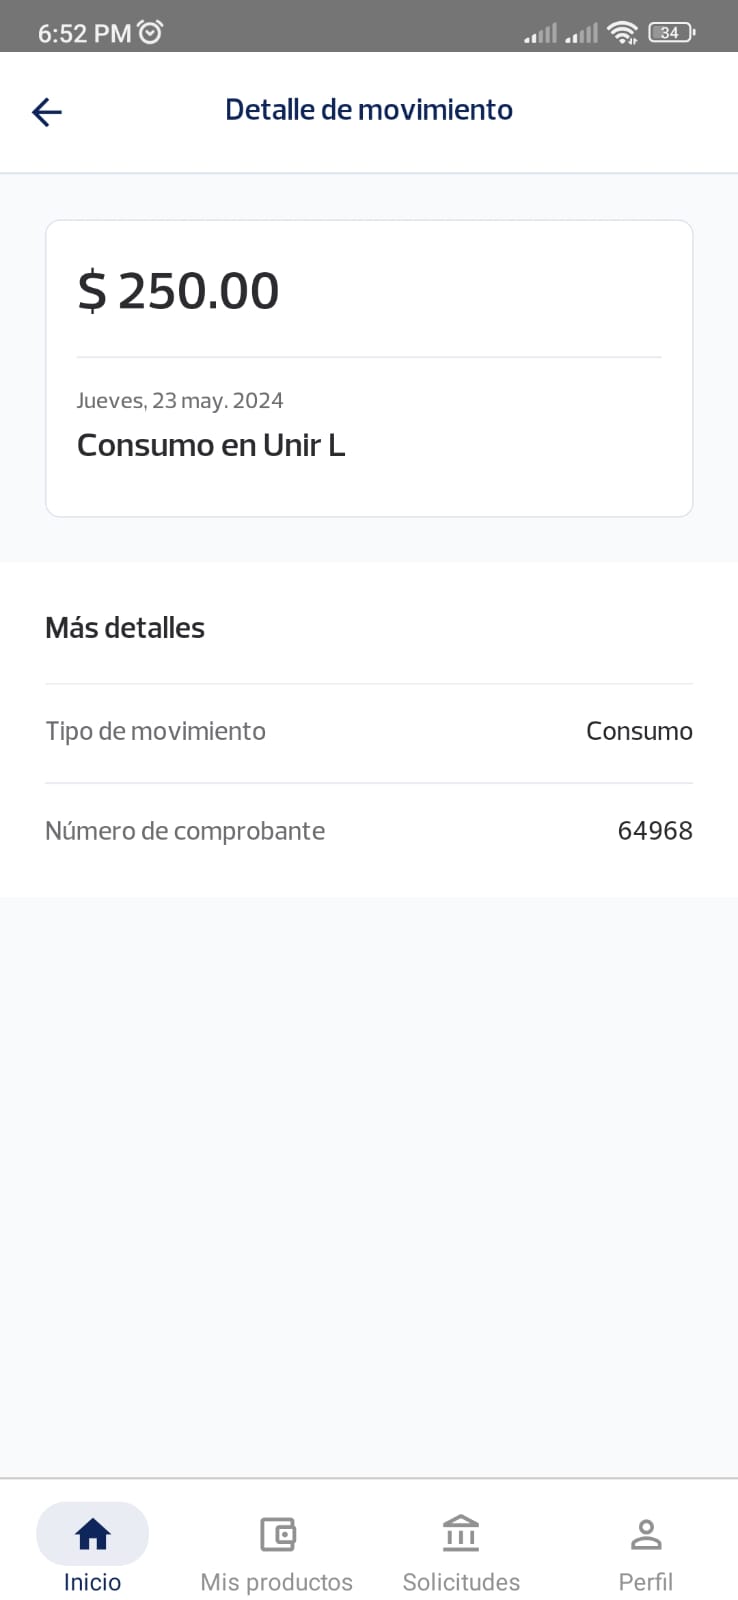 6:52 PM
34
Detalle de movimiento
$ 250.00
Jueves, 23 may. 2024
Consumo en Unir L
Más detalles
Tipo de movimiento Consumo
Número de comprobante 64968
Inicio Mis productos Solicitudes Perfil